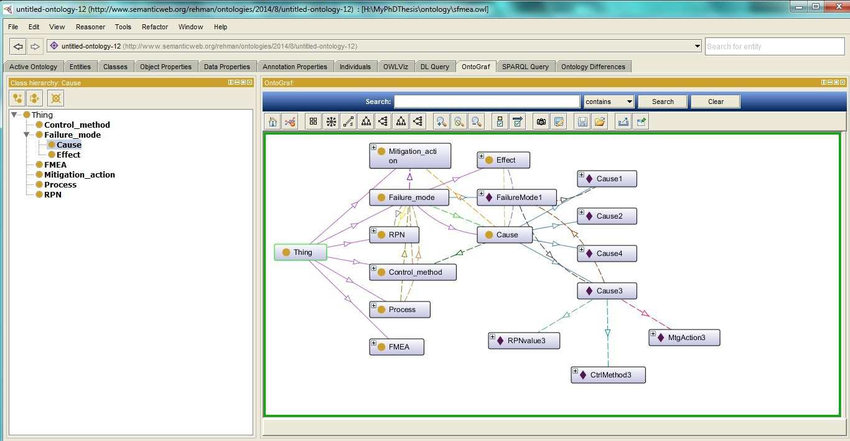 untitled-ontology-12 (http://www.semanticweb.org/rehman/ontologies/2014/8/untitled-ontology-12) : [H:\MyPhDThesis\ontology\sfmea.owl]
File Edit View Reasoner Tools Refactor Window Help
untitled-ontology-12 (http://www.semanticweb.org/rehman/ontologies/2014/8/untitled-ontology-12)
Search for entity
Active Ontology Entities Classes Object Properties Data Properties Annotation Properties Individuals OWLViz DL Query OntoGraf SPARQL Query Ontology Differences
Class hierarchy: Cause
Thing
Control_method
Failure_mode
Cause
Effect
FMEA
Mitigation_action
Process
RPN
OntoGraf:
Search: contains Search Clear
Mitigation_acti
on
Effect
Cause1
Failure_mode
FailureMode1
Cause2
RPN
Cause
Thing
Cause4
Control_method
Cause3
Process
RPNvalue3
MtgAction3
FMEA
CtrlMethod3